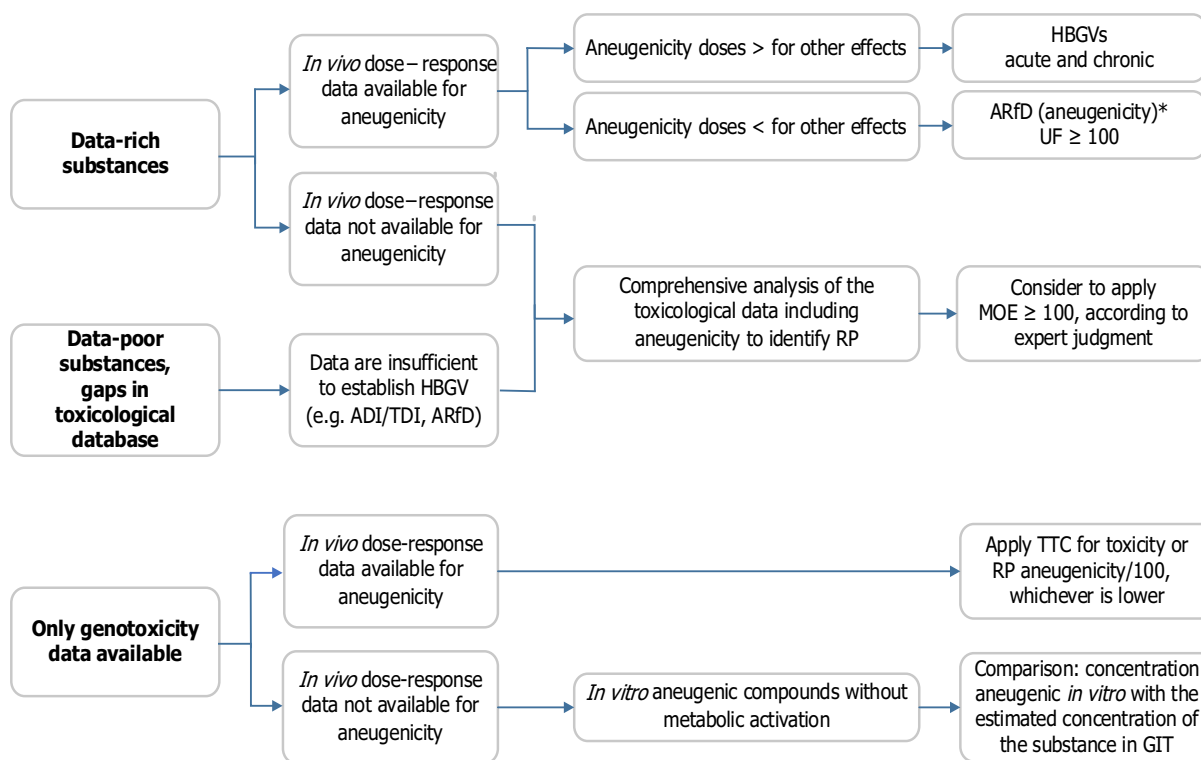 Data-rich
substances
In vivo dose–response
data available for
aneugenicity
Aneugenicity doses > for other effects
HBGVs
acute and chronic
Aneugenicity doses < for other effects
ARfD (aneugenicity)*
UF ≥ 100
In vivo dose–response
data not available for
aneugenicity
Data-poor
substances,
gaps in
toxicological
database
Data are insufficient
to establish HBGV
(e.g. ADI/TDI, ARfD)
Comprehensive analysis of the
toxicological data including
aneugenicity to identify RP
Consider to apply
MOE ≥ 100, according to
expert judgment
Only genotoxicity
data available
In vivo dose-response
data available for
aneugenicity
Apply TTC for toxicity or
RP aneugenicity/100,
whichever is lower
In vivo dose-response
data not available for
aneugenicity
In vitro aneugenic compounds without
metabolic activation
Comparison: concentration
aneugenic in vitro with the
estimated concentration of
the substance in GIT